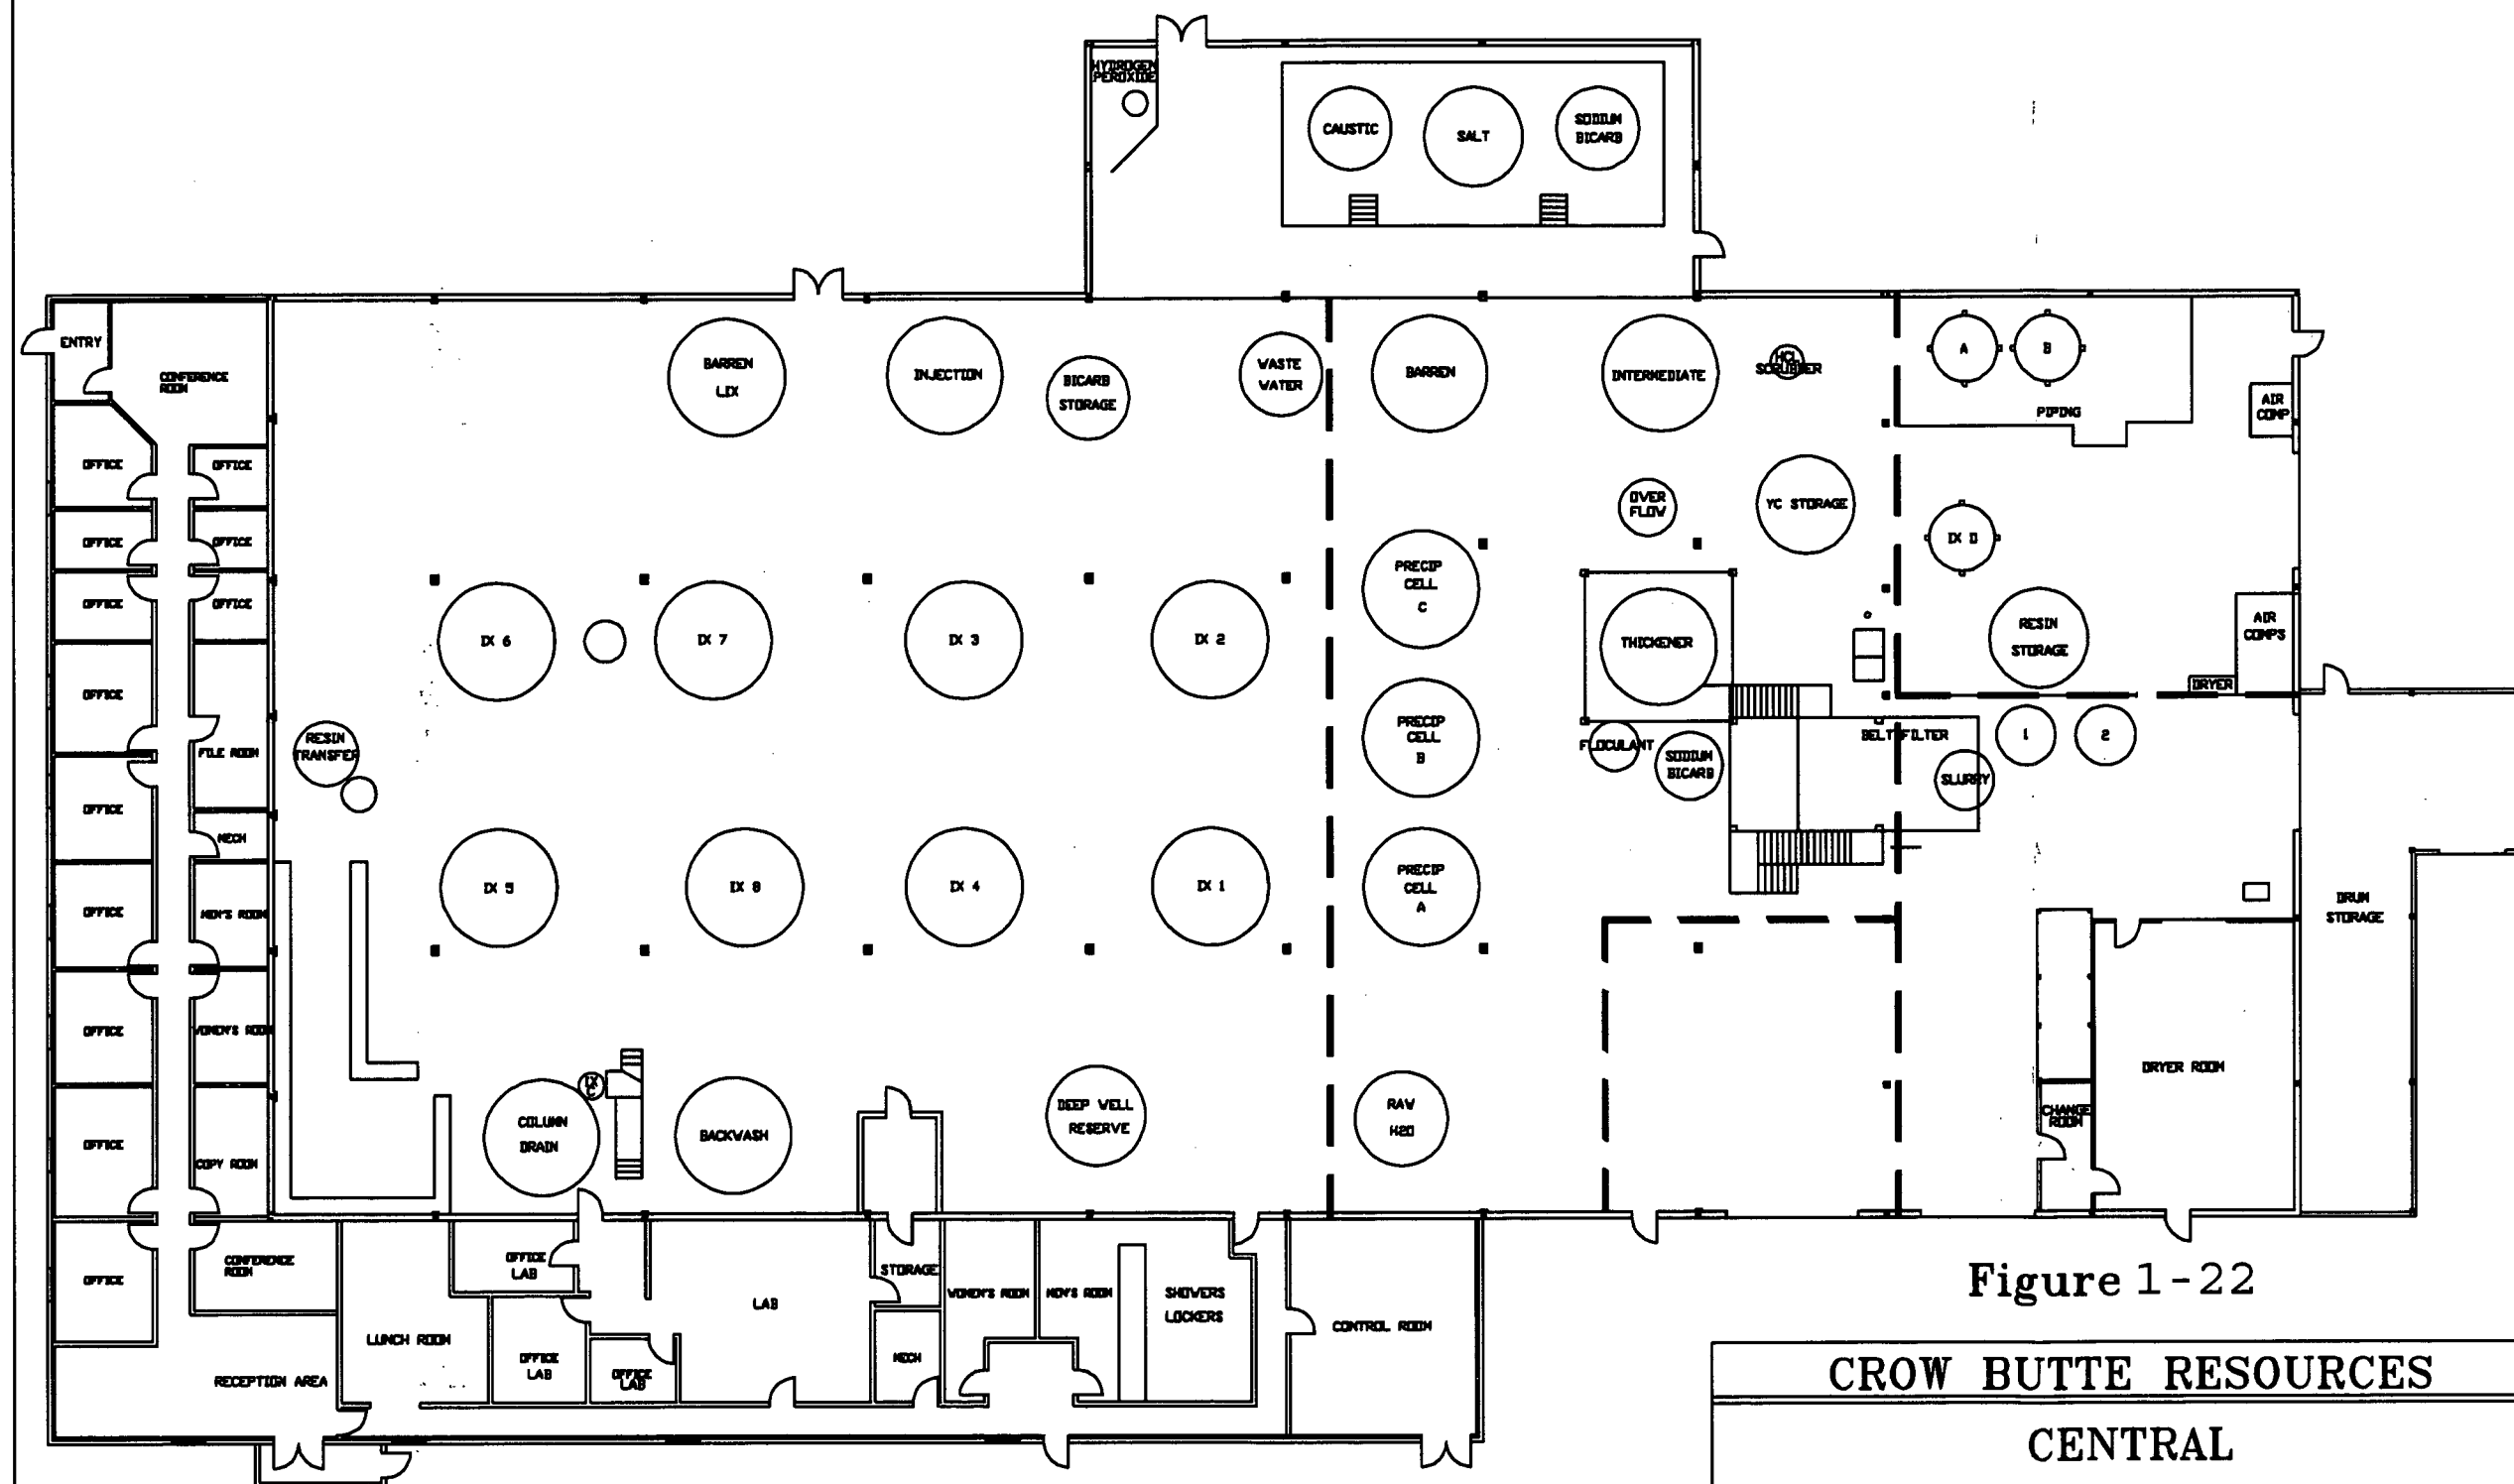 HYDROGEN
PEROXIDE
CAUSTIC
SALT
SODIUM
BICARB
ENTRY
CONFERENCE
ROOM
BARREN
LIX
INJECTION
BICARB
STORAGE
WASTE
WATER
BARREN
INTERMEDIATE
HCL
SCRUBBER
A
B
PIPING
AIR
COMP
OFFICE
OFFICE
OFFICE
OFFICE
OFFICE
OFFICE
OVER
FLOW
YC STORAGE
IX D
PRECIP
CELL
C
IX 6
IX 7
IX 3
IX 2
THICKENER
RESIN
STORAGE
AIR
COMPS
DRYER
OFFICE
FILE ROOM
RESIN
TRANSFER
PRECIP
CELL
B
FLOCULANT
SODIUM
BICARB
BELT FILTER
SLURRY
1
2
OFFICE
MECH
OFFICE
MEN'S ROOM
IX 5
IX 8
IX 4
IX 1
PRECIP
CELL
A
DRUM
STORAGE
OFFICE
WOMEN'S ROOM
DRYER ROOM
IX
C
COLUMN
DRAIN
BACKWASH
DEEP WELL
RESERVE
RAW
H2O
CHANGE
ROOM
OFFICE
COPY ROOM
OFFICE
CONFERENCE
ROOM
OFFICE
LAB
LAB
STORAGE
WOMEN'S ROOM
MEN'S ROOM
SHOWERS
LOCKERS
CONTROL ROOM
LUNCH ROOM
OFFICE
LAB
OFFICE
LAB
MECH
RECEPTION AREA
Figure 1-22
CROW BUTTE RESOURCES
CENTRAL